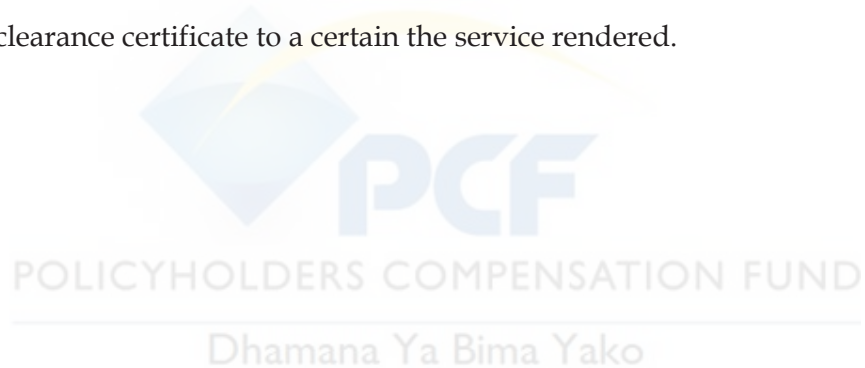 clearance certificate to a certain the service rendered.
PCF
POLICYHOLDERS COMPENSATION FUND
Dhamana Ya Bima Yako